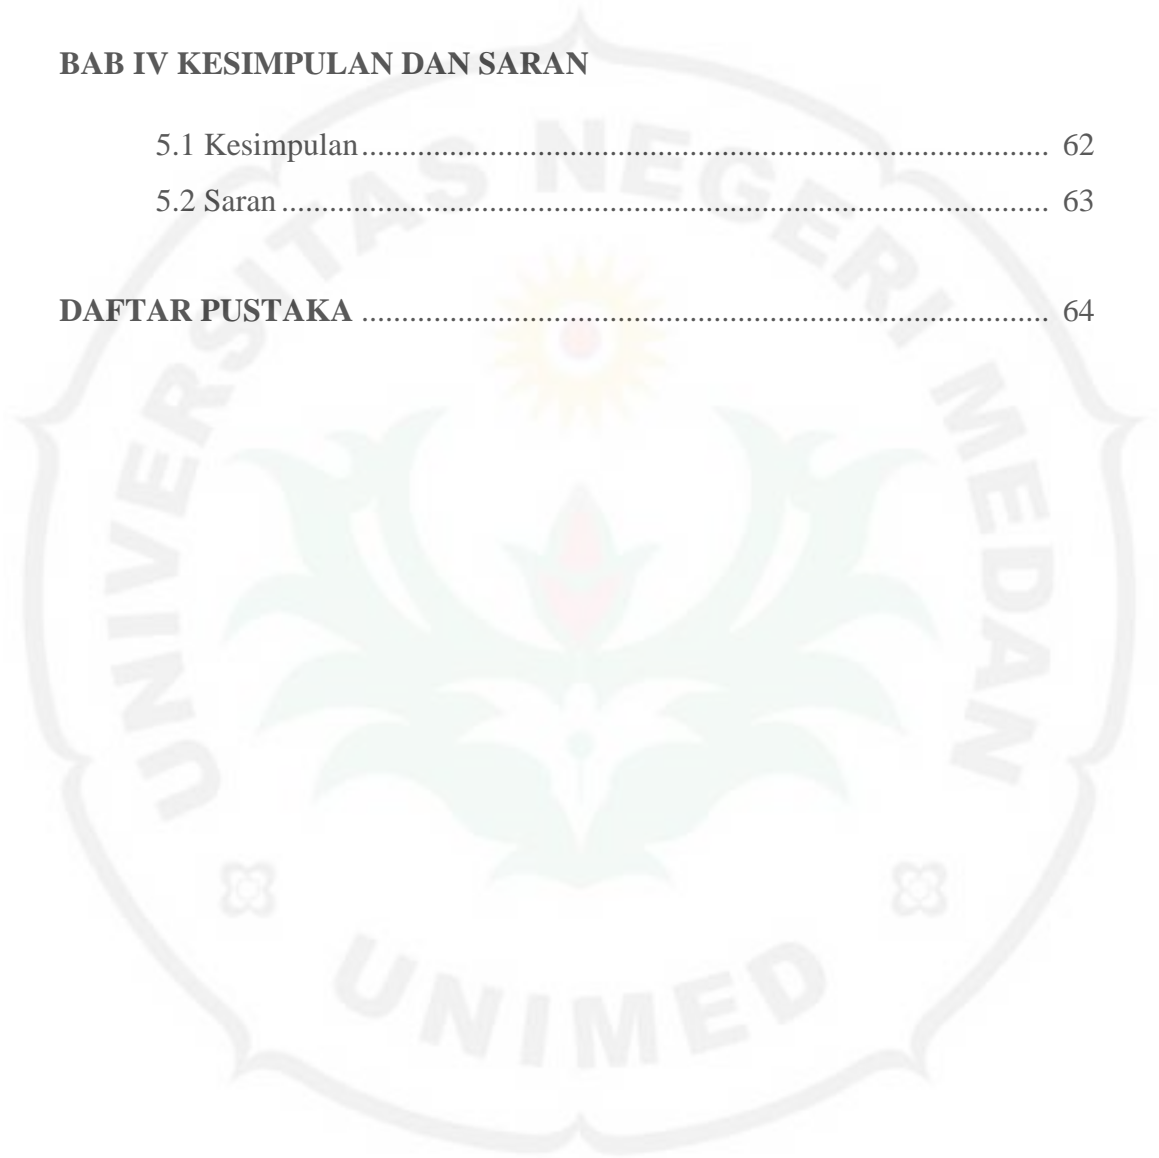 BAB IV KESIMPULAN DAN SARAN
5.1 Kesimpulan........................................................................................ 62
5.2 Saran .................................................................................................. 63
DAFTAR PUSTAKA ........................................................................................ 64
UNIVERSITAS NEGERI MEDAN
UNIMED